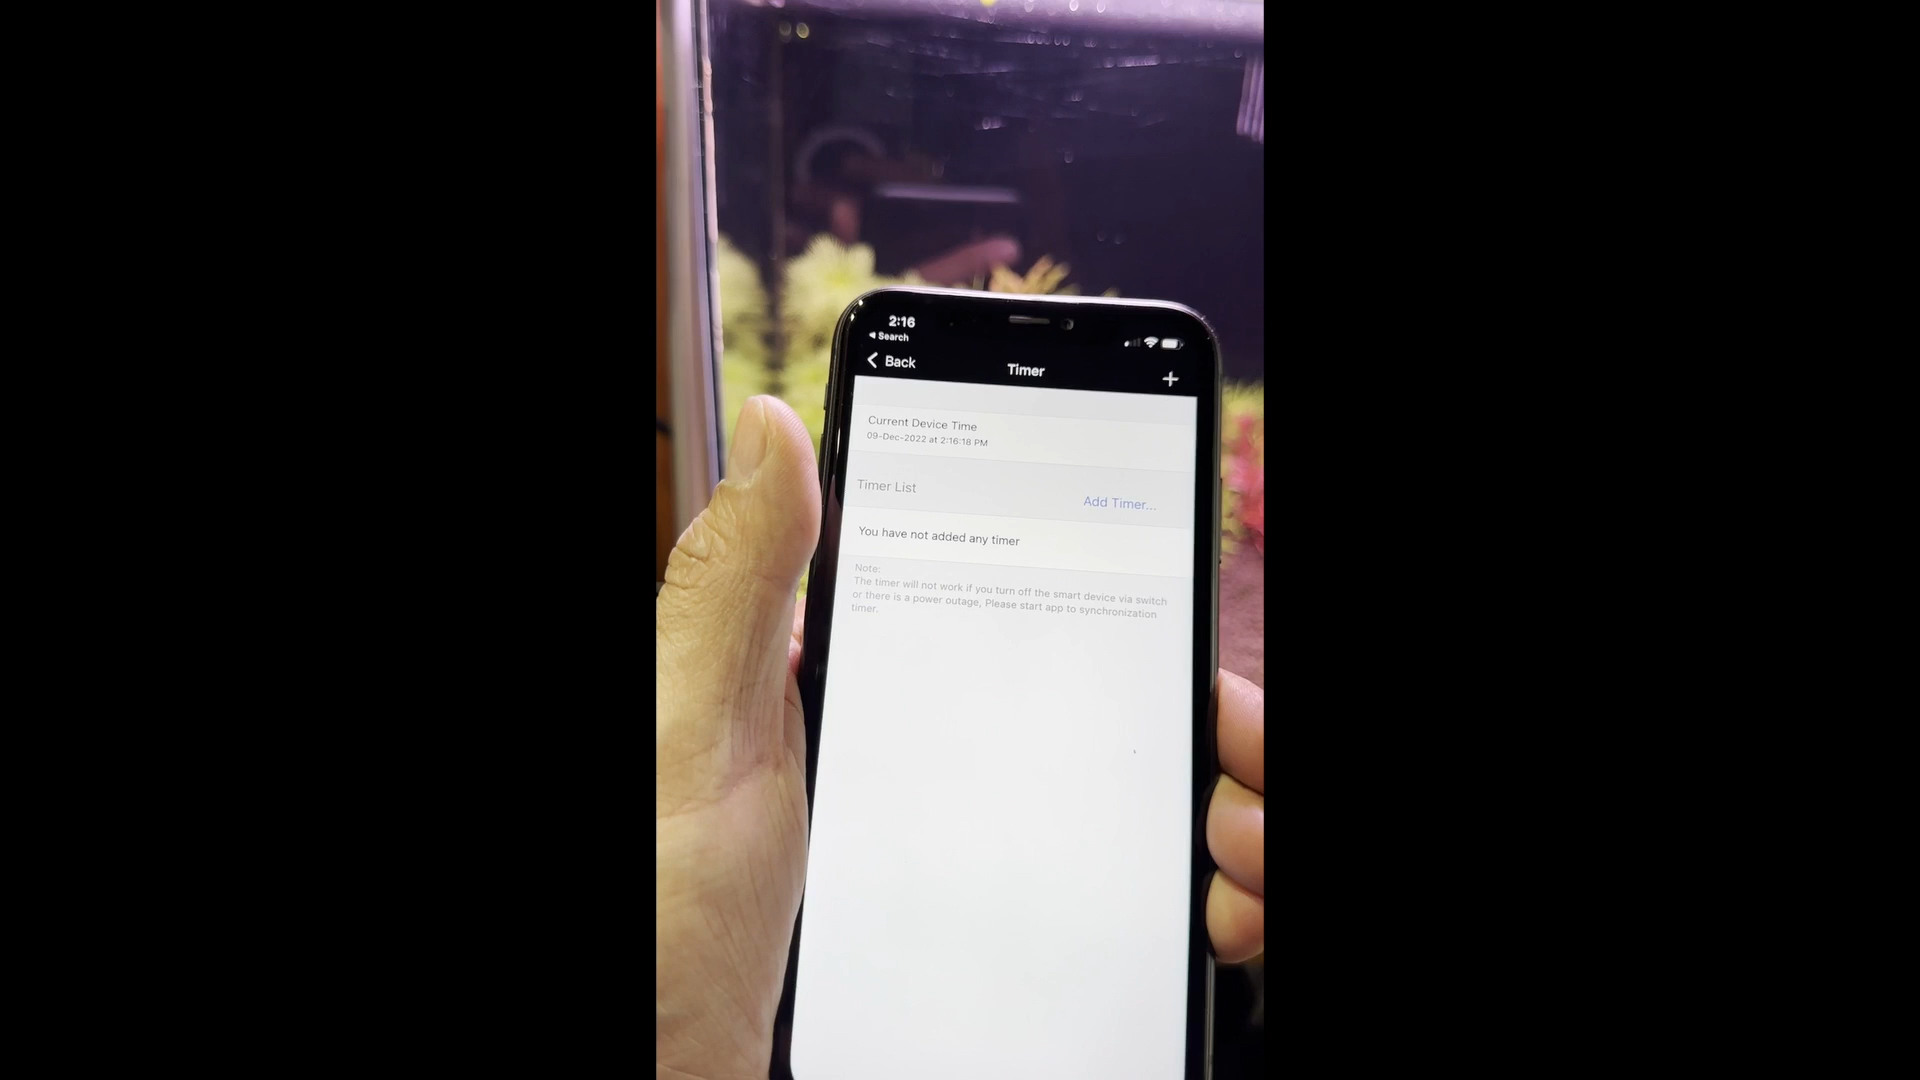 2:16
Search
Back
Timer
+
Current Device Time
09-Dec-2022 at 2:16:18 PM
Timer List
Add Timer...
You have not added any timer
Note:
The timer will not work if you turn off the smart device via switch
or there is a power outage, Please start app to synchronization
timer.